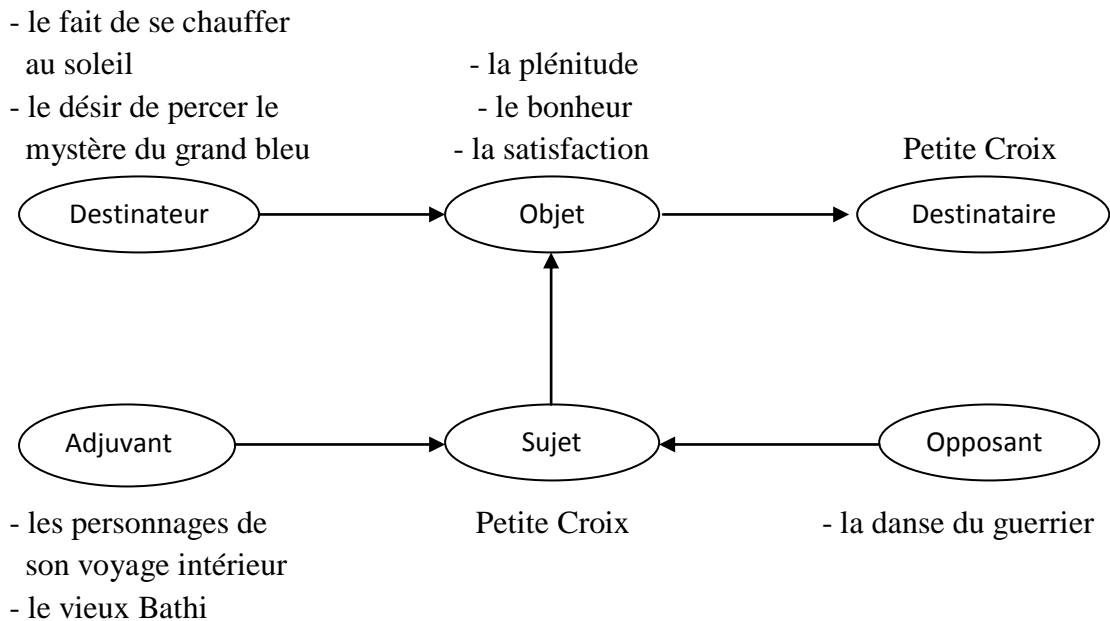 - le fait de se chauffer
au soleil
- le désir de percer le
mystère du grand bleu
- la plénitude
- le bonheur
- la satisfaction
Petite Croix
Destinateur
Objet
Destinataire
Adjuvant
Sujet
Opposant
- les personnages de
son voyage intérieur
- le vieux Bathi
Petite Croix
- la danse du guerrier